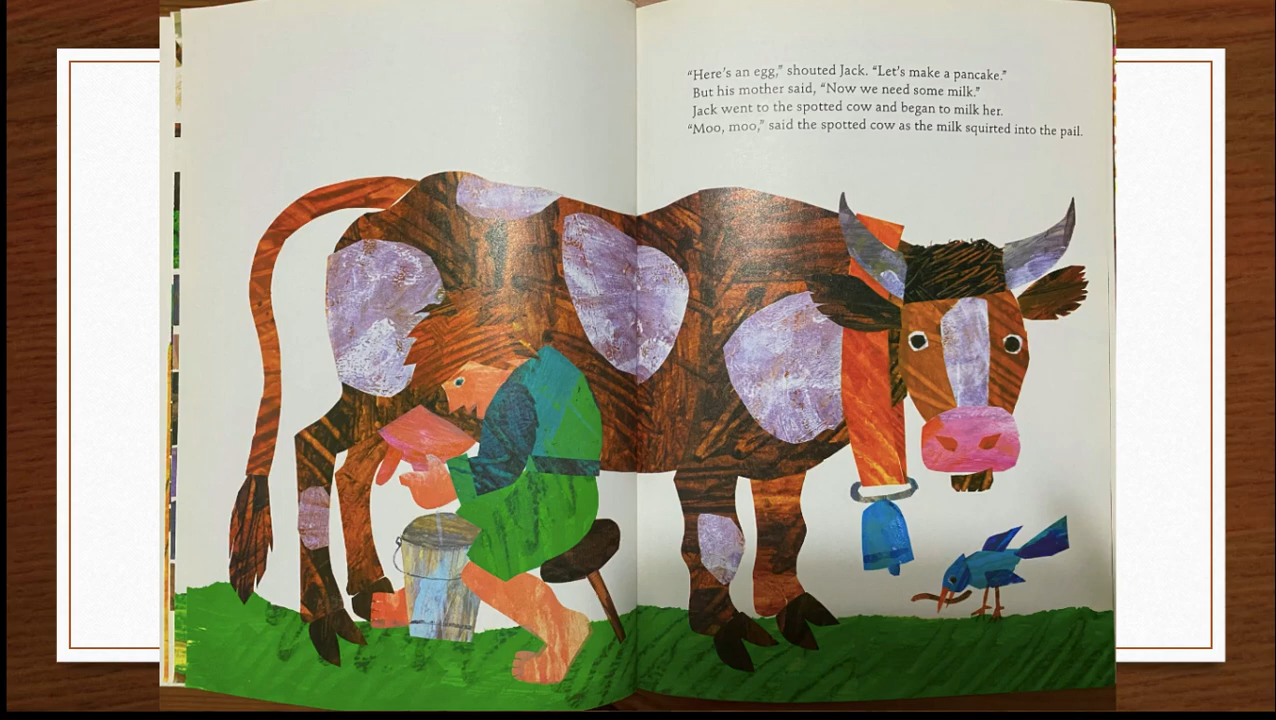 “Here’s an egg,” shouted Jack. “Let’s make a pancake.”
But his mother said, “Now we need some milk.”
Jack went to the spotted cow and began to milk her.
“Moo, moo,” said the spotted cow as the milk squirted into the pail.